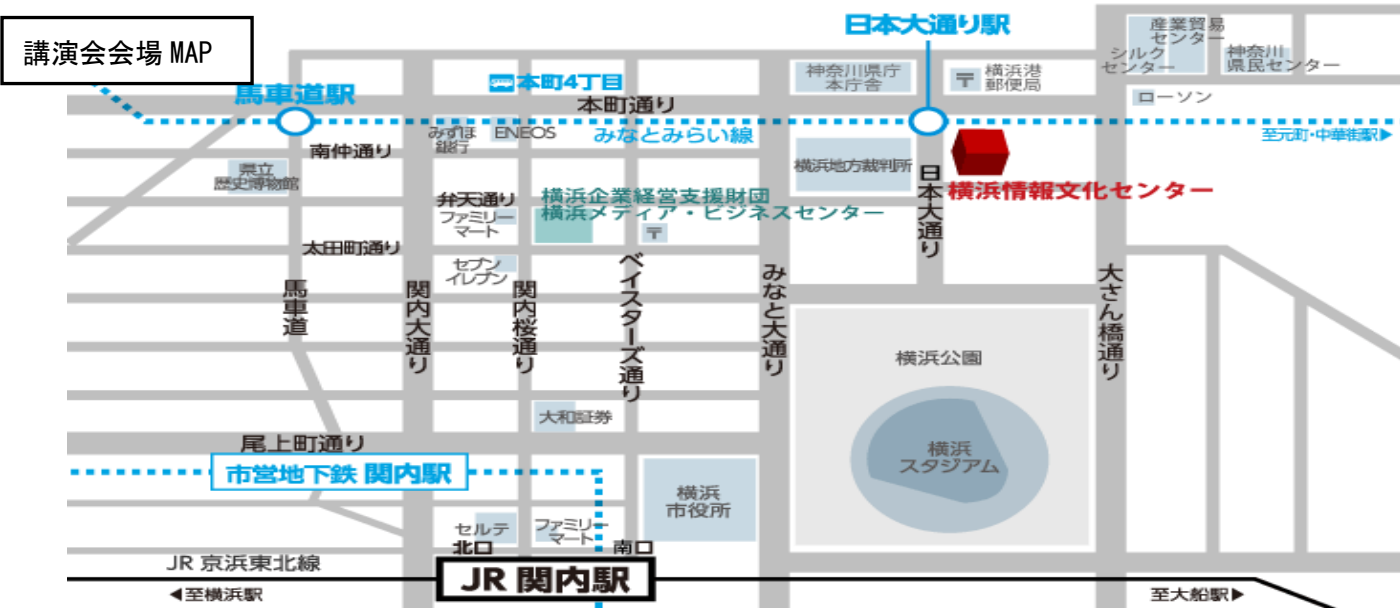 講演会会場 MAP
日本大通り駅
産業貿易
センター
シルク
センター
神奈川
県民センター
馬車道駅
本町4丁目
本町通り
神奈川県庁
本庁舎
〒
横浜港
郵便局
ローソン
みずほ
銀行
ENEOS
みなとみらい線
至元町・中華街駅▶
南仲通り
県立
歴史博物館
横浜地方裁判所
日本大通り
横浜情報文化センター
弁天通り
ファミリー
マート
横浜企業経営支援財団
横浜メディア・ビジネスセンター
〒
太田町通り
セブン
イレブン
馬車道
関内大通り
関内桜通り
ベイスターズ通り
みなと大通り
大さん橋通り
横浜公園
横浜
スタジアム
大和証券
尾上町通り
市営地下鉄 関内駅
横浜
市役所
セルテ
ファミリー
マート
北口
南口
JR 京浜東北線
JR 関内駅
◀至横浜駅
至大船駅▶